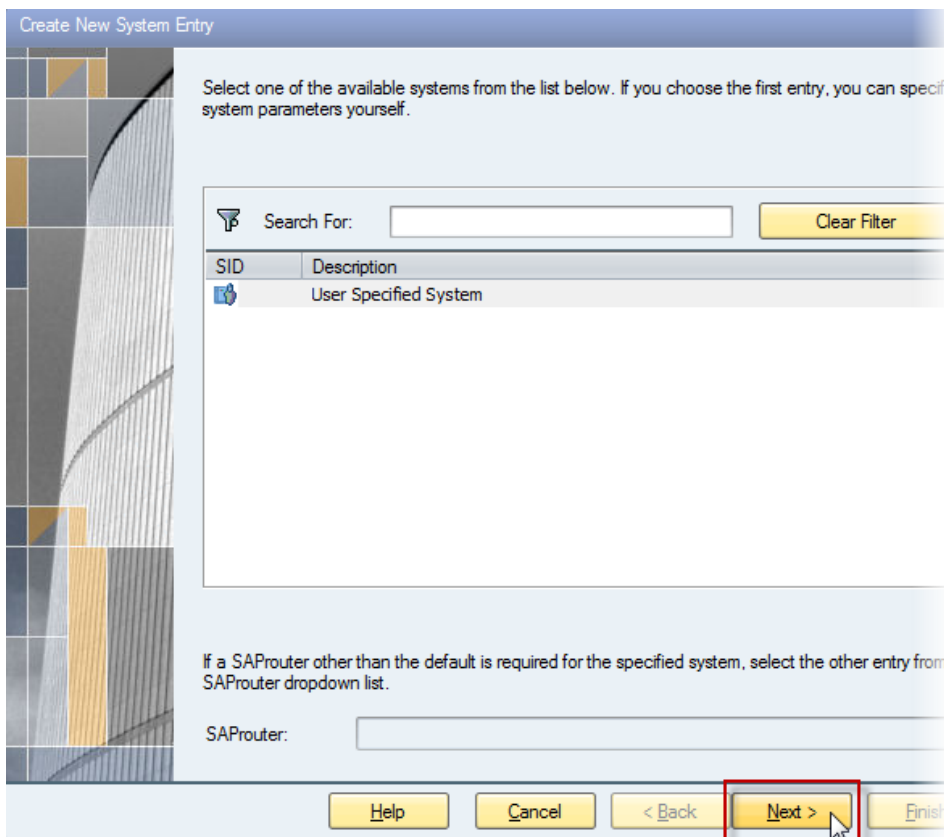 Create New System Entry
Select one of the available systems from the list below. If you choose the first entry, you can
system parameters yourself.
Search For:
Clear Filter
SID Description
User Specified System
If a SAProuter other than the default is required for the specified system, select the other entry from
SAProuter dropdown list.
SAProuter:
Help Cancel < Back Next >